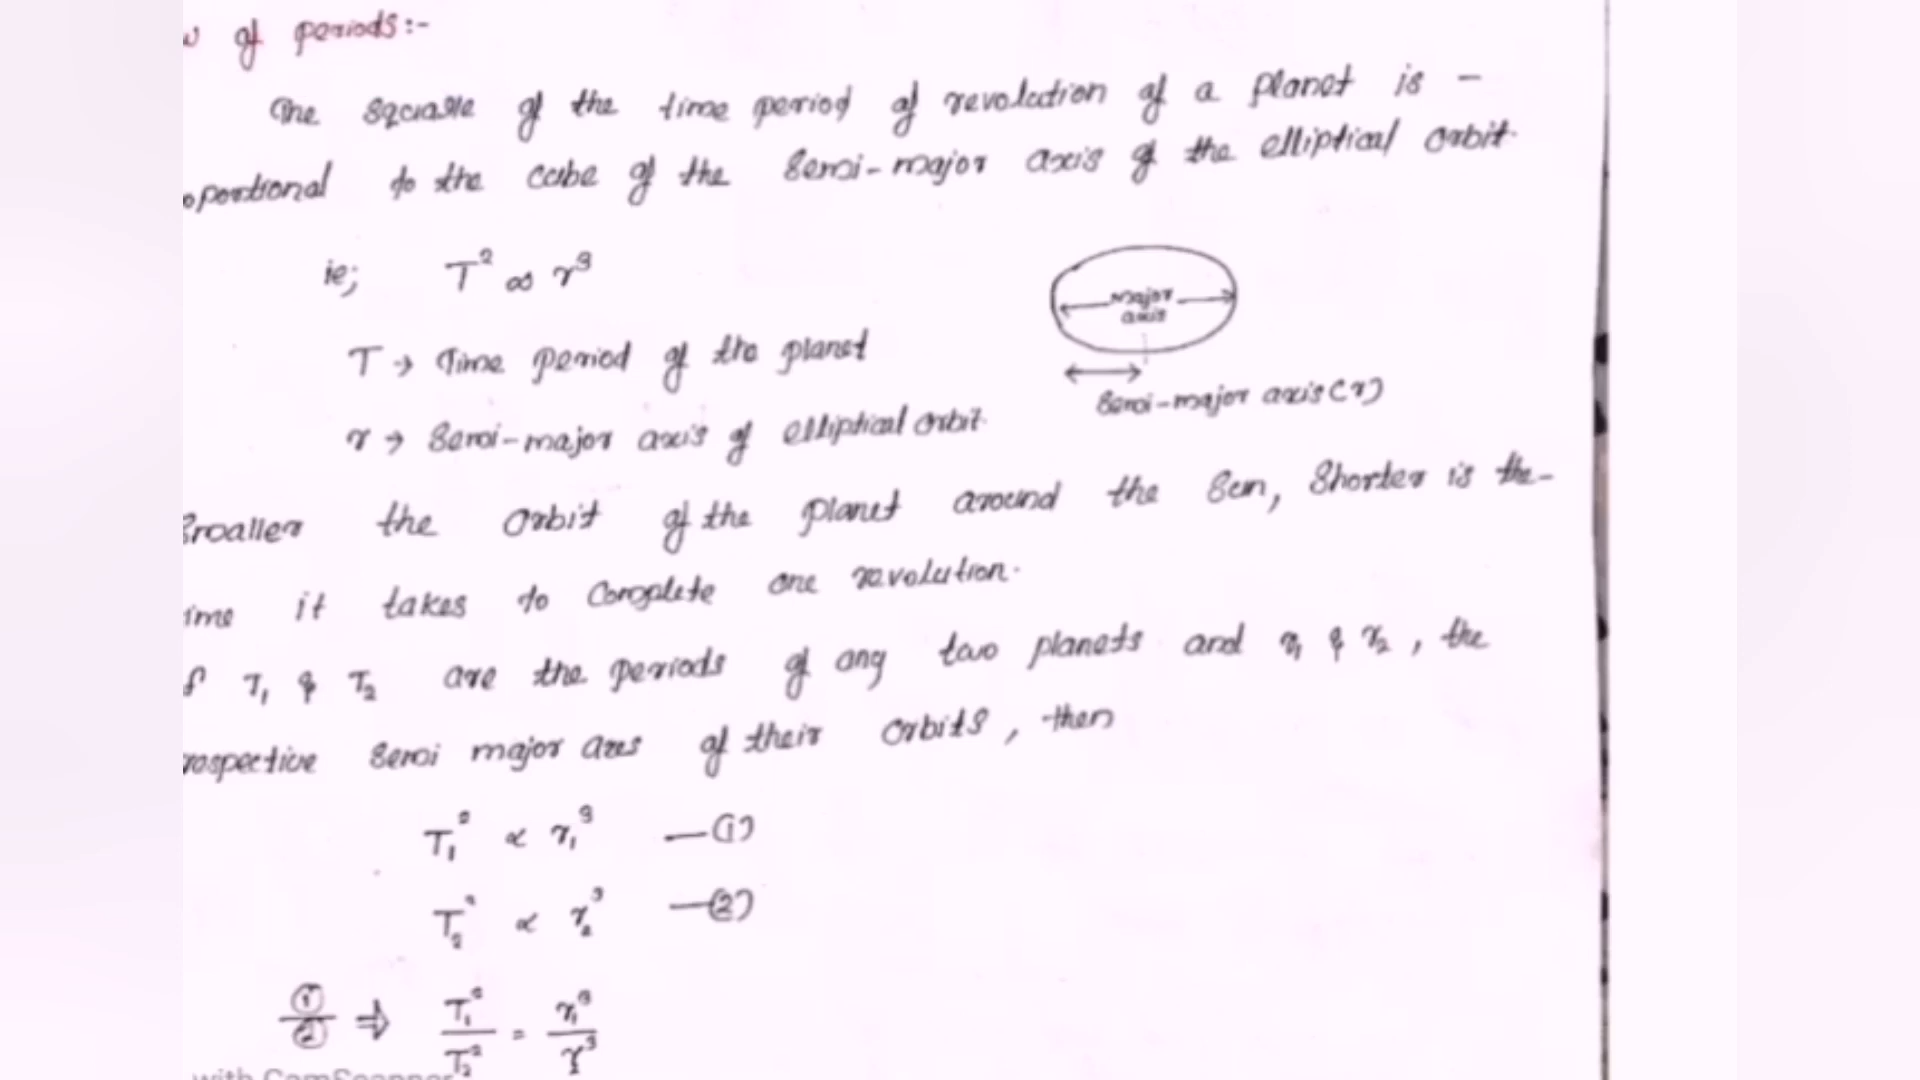 of periods:-
The square of the time period of revolution of a planet is -
oportional to the cube of the semi-major axis of the elliptical orbit.
ie; T² ∝ r³
major
axis
T → Time period of the planet
semi-major axis (r)
r → semi-major axis of elliptical orbit.
Smaller the orbit of the planet around the Sun, Shorter is the-
ime it takes to complete one revolution.
f T₁ & T₂ are the periods of any two planets and r₁ & r₂, the
respective semi major axes of their orbits, then
T₁² ∝ r₁³ —(1)
T₂² ∝ r₂³ —(2)
①/② ⇒ T₁²/T₂² = r₁³/r₂³
with CamScanner